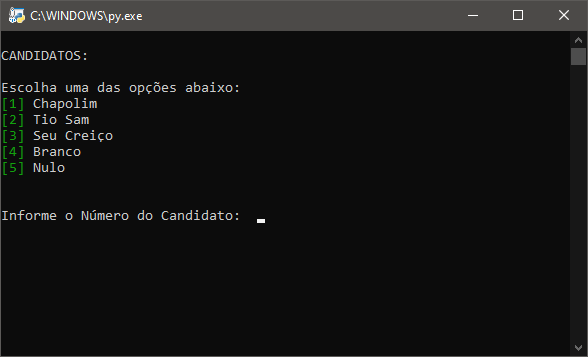 C:\WINDOWS\py.exe
CANDIDATOS:
Escolha uma das opções abaixo:
[1] Chapolim
[2] Tio Sam
[3] Seu Creiço
[4] Branco
[5] Nulo
Informe o Número do Candidato: